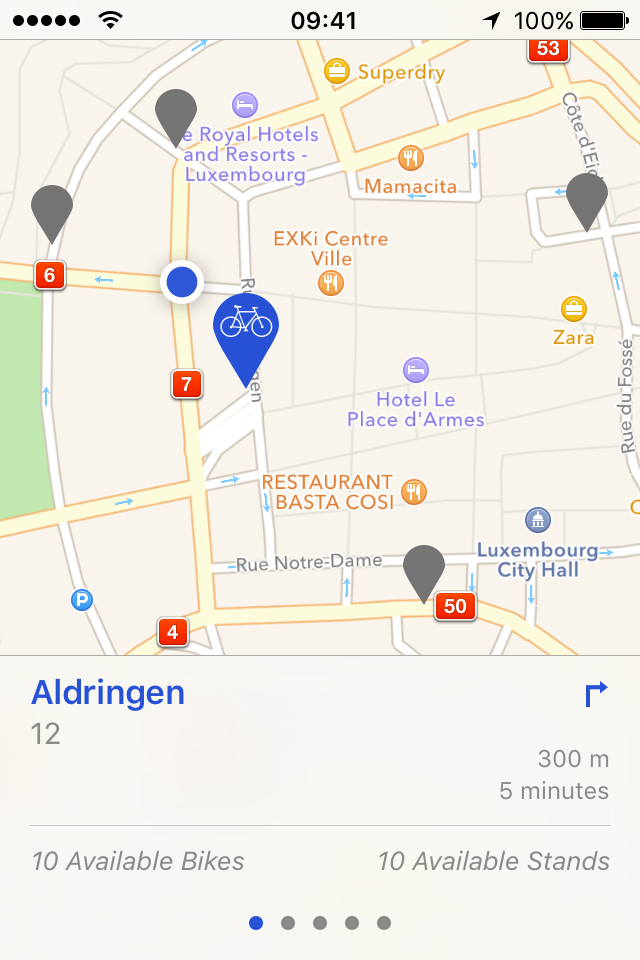 09:41
100%
53
Superdry
Côte d'Eich
e Royal Hotels
and Resorts -
Luxembourg
Mamacita
EXKi Centre
Ville
6
Zara
7
Hotel Le
Place d'Armes
Rue du Fossé
RESTAURANT
BASTA COSI
Luxembourg
City Hall
Rue Notre-Dame
P
50
4
Aldringen
12
300 m
5 minutes
10 Available Bikes
10 Available Stands